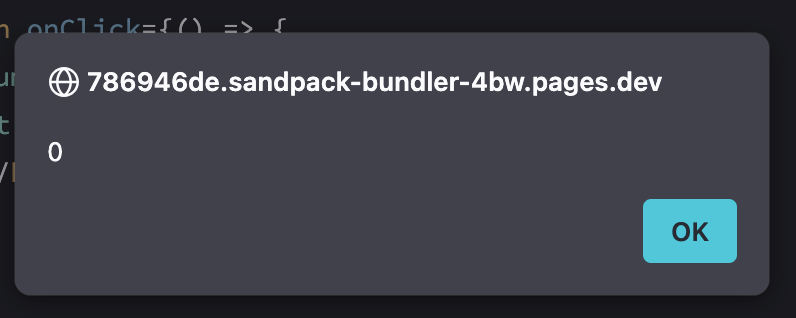 onClick={() => {
786946de.sandpack-bundler-4bw.pages.dev
0
OK